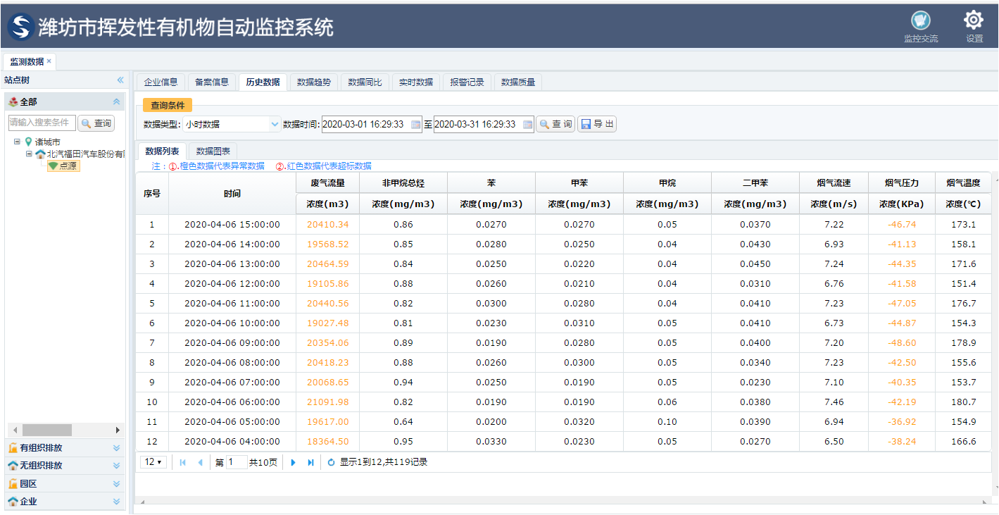 潍坊市挥发性有机物自动监控系统
监控交流 设置
监测数据 ×
站点树
企业信息 备案信息 历史数据 数据趋势 数据同比 实时数据 报警记录 数据质量
全部
查询条件
请输入搜索条件 查询
数据类型: 小时数据 数据时间: 2020-03-01 16:29:33 至 2020-03-31 16:29:33 查 询 导 出
诸城市
北汽福田汽车股份有
点源
数据列表 数据图表
注：①.橙色数据代表异常数据 ②.红色数据代表超标数据
序号 时间 废气流量 非甲烷总烃 苯 甲苯 甲烷 二甲苯 烟气流速 烟气压力 烟气温度
浓度(m3) 浓度(mg/m3) 浓度(mg/m3) 浓度(mg/m3) 浓度(mg/m3) 浓度(mg/m3) 浓度(m/s) 浓度(KPa) 浓度(℃)
1 2020-04-06 15:00:00 20410.34 0.86 0.0270 0.0270 0.05 0.0370 7.22 -46.74 173.1
2 2020-04-06 14:00:00 19568.52 0.85 0.0280 0.0250 0.04 0.0430 6.93 -41.13 158.1
3 2020-04-06 13:00:00 20464.59 0.84 0.0250 0.0220 0.04 0.0450 7.24 -44.35 171.6
4 2020-04-06 12:00:00 19105.86 0.88 0.0260 0.0210 0.04 0.0310 6.76 -41.58 151.4
5 2020-04-06 11:00:00 20440.56 0.82 0.0300 0.0280 0.04 0.0410 7.23 -47.05 176.7
6 2020-04-06 10:00:00 19027.48 0.81 0.0230 0.0310 0.05 0.0410 6.73 -44.87 154.3
7 2020-04-06 09:00:00 20354.06 0.89 0.0190 0.0280 0.05 0.0400 7.20 -48.60 178.9
8 2020-04-06 08:00:00 20418.23 0.88 0.0260 0.0300 0.05 0.0340 7.23 -42.50 155.6
9 2020-04-06 07:00:00 20068.65 0.94 0.0250 0.0190 0.05 0.0230 7.10 -40.35 153.7
10 2020-04-06 06:00:00 21091.98 0.82 0.0190 0.0190 0.06 0.0380 7.46 -42.19 180.7
11 2020-04-06 05:00:00 19617.00 0.64 0.0200 0.0320 0.10 0.0390 6.94 -36.92 154.9
12 2020-04-06 04:00:00 18364.50 0.95 0.0330 0.0230 0.05 0.0270 6.50 -38.24 166.6
有组织排放
无组织排放
园区
企业
12 第 1 共10页 显示1到12,共119记录